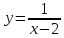 y = 1/(x−2)